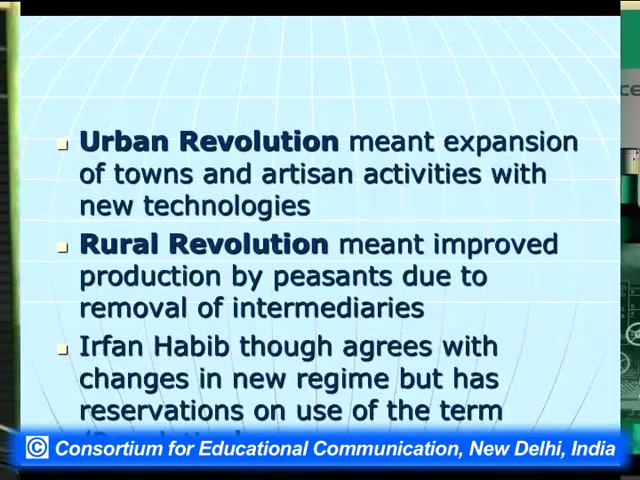 Urban Revolution meant expansion
of towns and artisan activities with
new technologies
Rural Revolution meant improved
production by peasants due to
removal of intermediaries
Irfan Habib though agrees with
changes in new regime but has
reservations on use of the term
© Consortium for Educational Communication, New Delhi, India